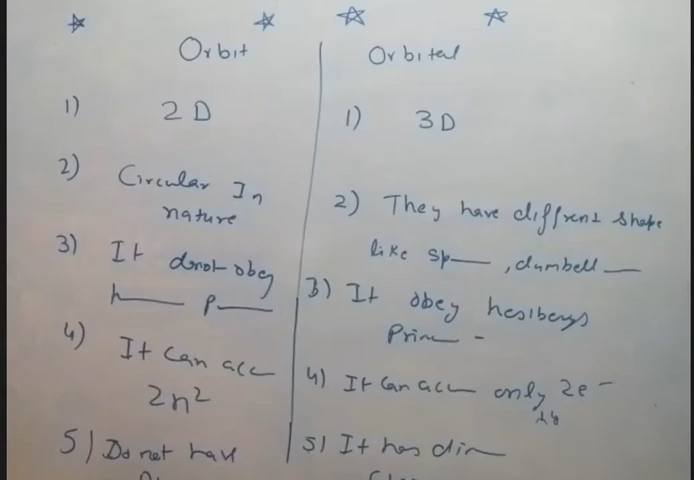 Orbit
Orbital
1) 2D
1) 3D
2) Circular In
nature
2) They have diffrent shape
like sp—, dumbell —
3) It donot obey
h— p—
3) It obey hesibergs
Prin— -
4) It can acc —
2n²
4) It can acc — only 2e-
5) Do not have
5) It has dirn —